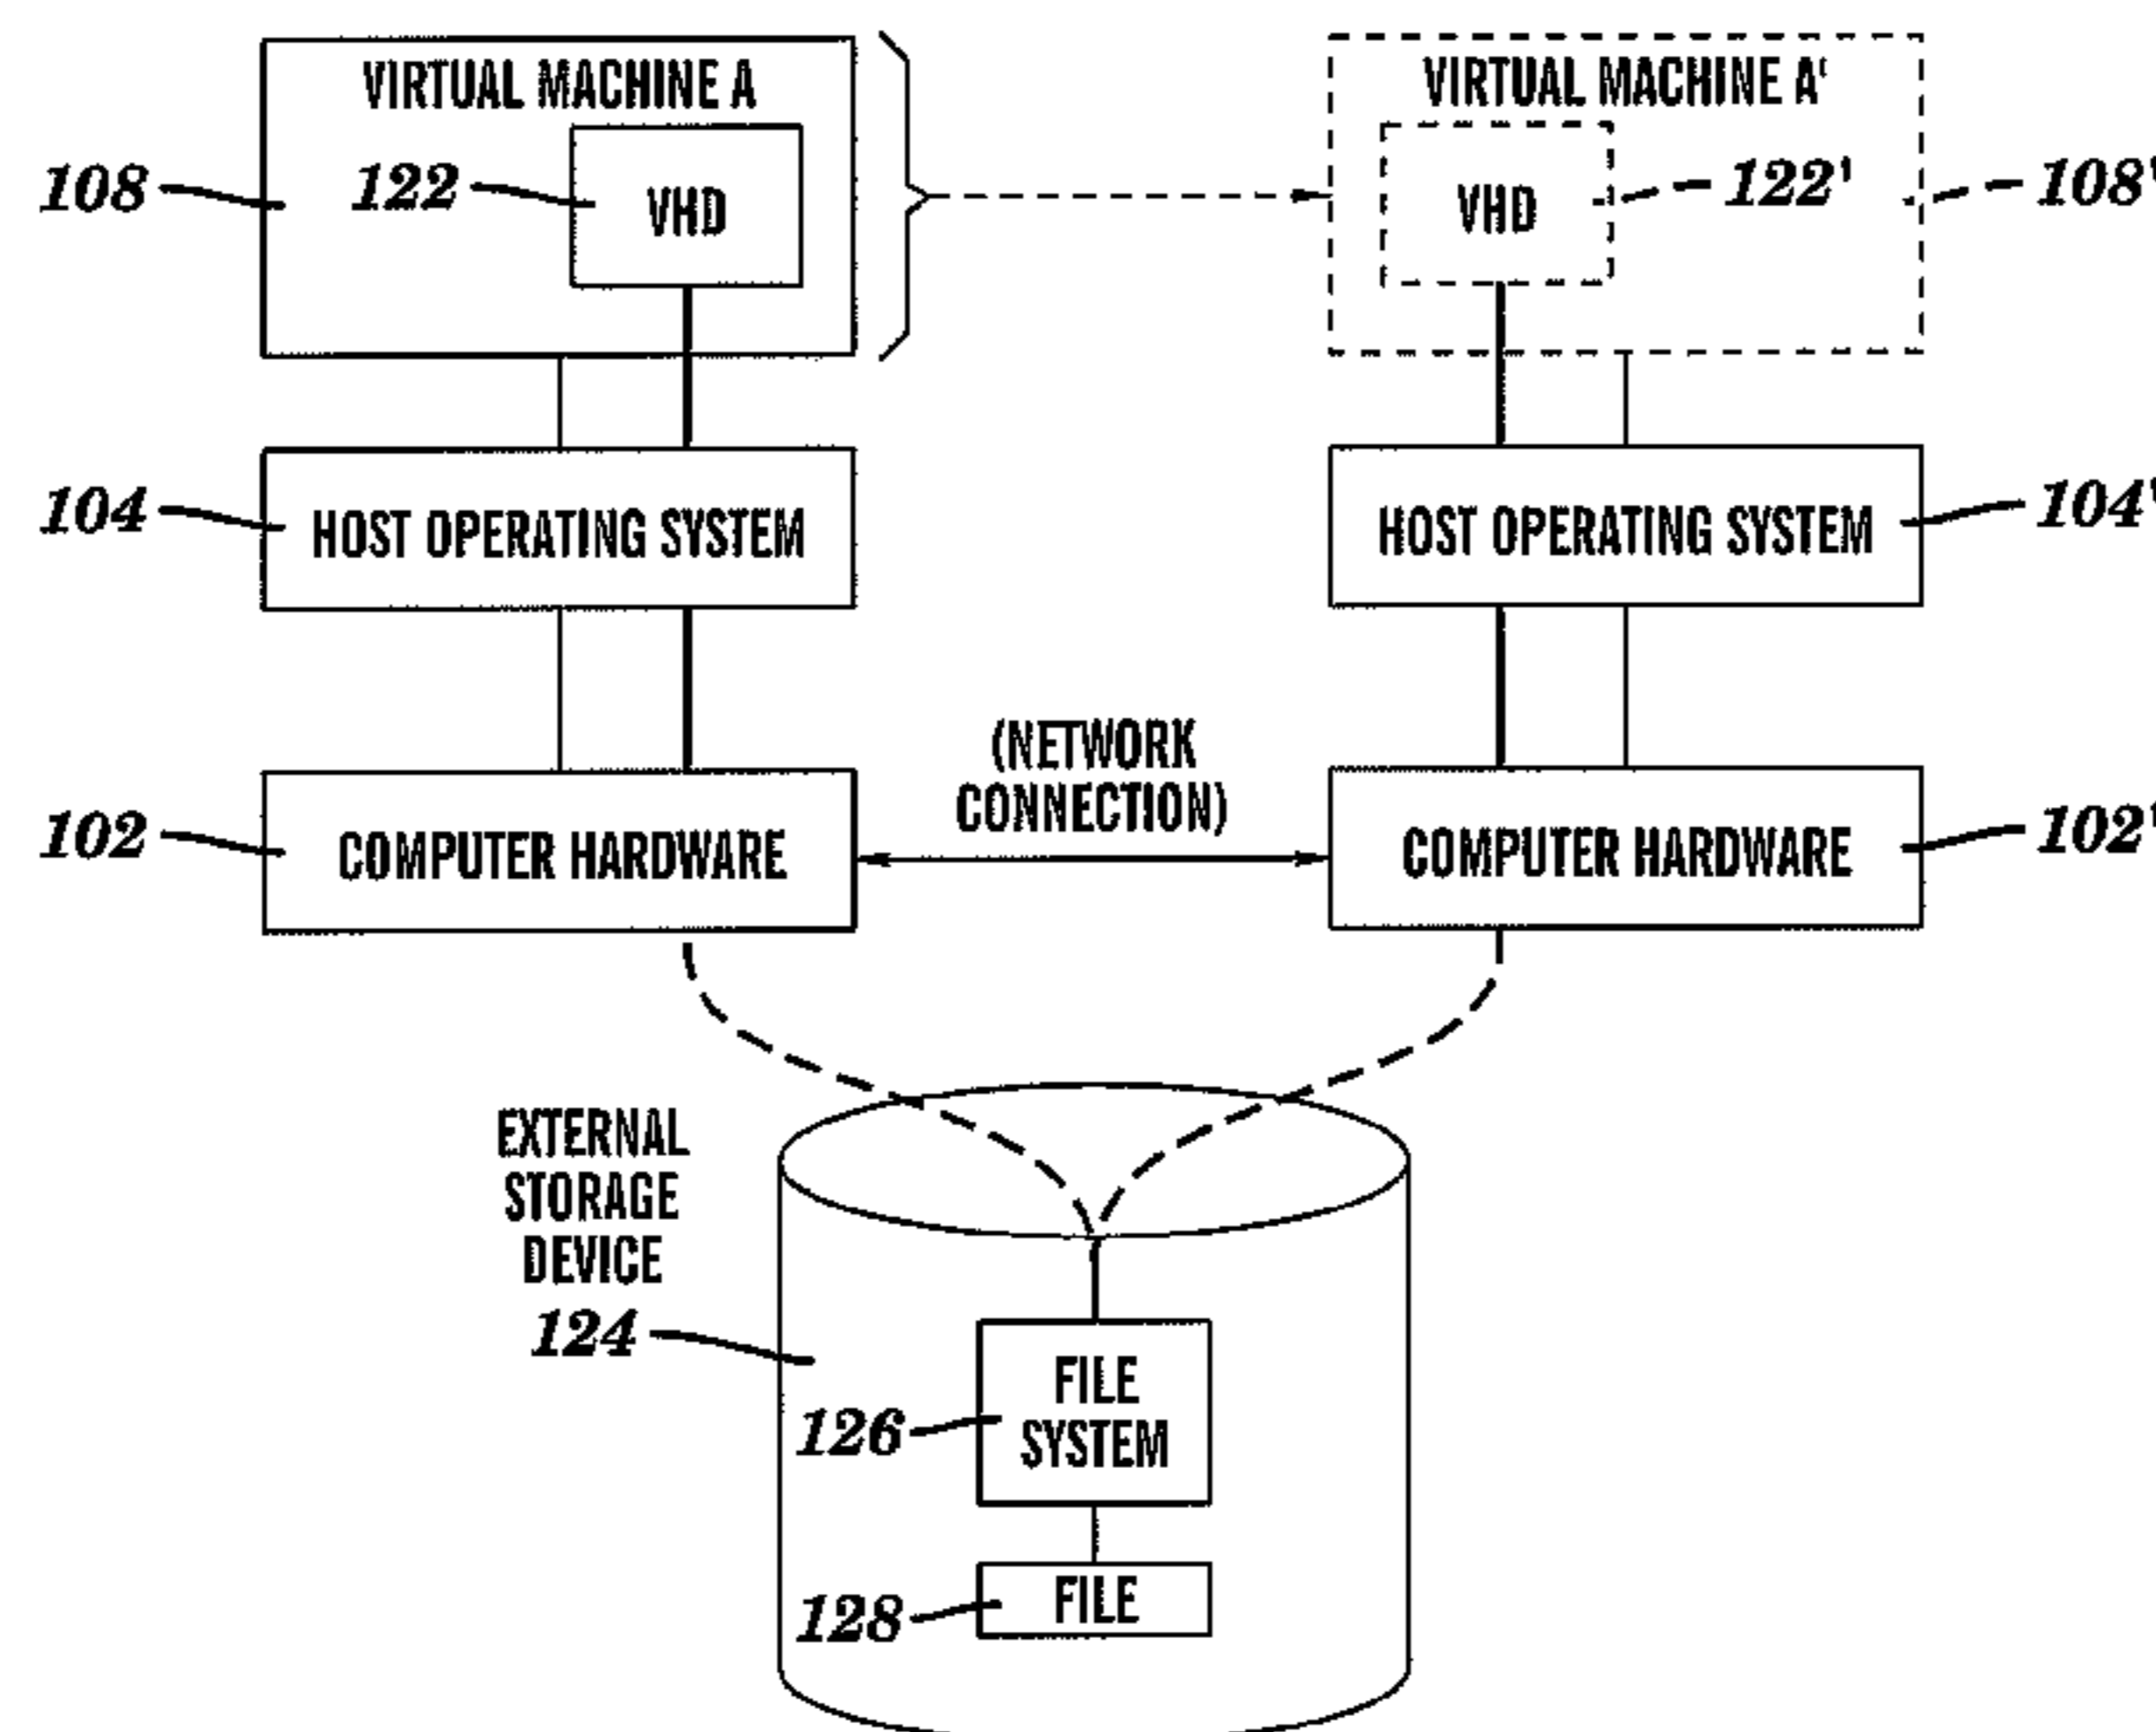 VIRTUAL MACHINE A
108
122
VHD
VIRTUAL MACHINE A'
VHD
122'
108'
104
HOST OPERATING SYSTEM
HOST OPERATING SYSTEM
104'
(NETWORK
CONNECTION)
102
COMPUTER HARDWARE
COMPUTER HARDWARE
102'
EXTERNAL
STORAGE
DEVICE
124
126
FILE
SYSTEM
128
FILE